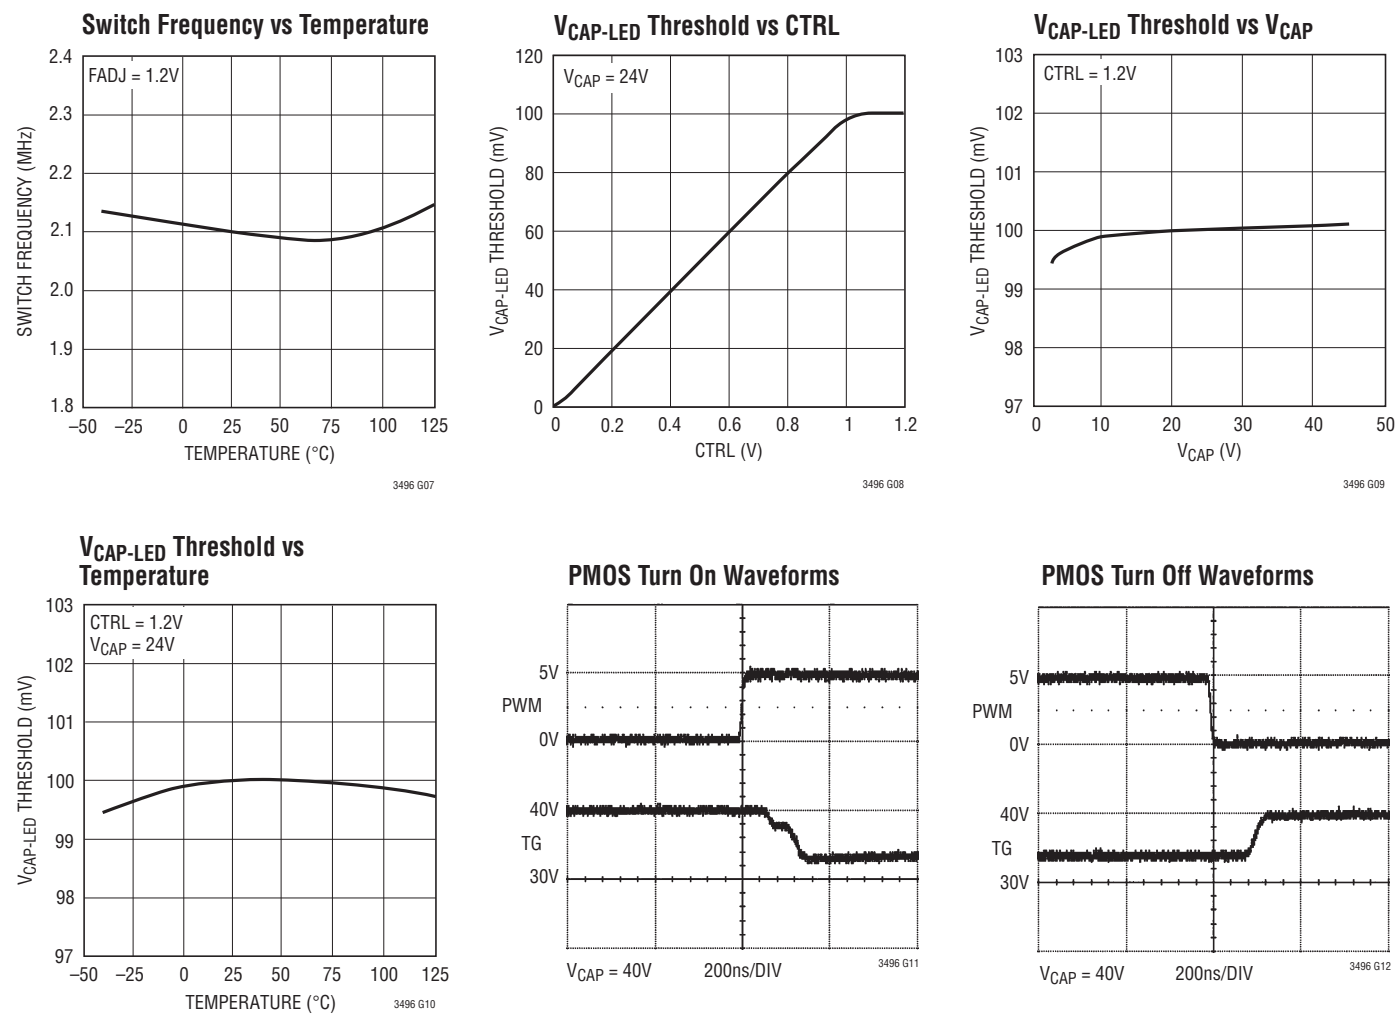 Switch Frequency vs Temperature
2.4
2.3
2.2
2.1
2.0
1.9
1.8
SWITCH FREQUENCY (MHz)
FADJ = 1.2V
–50 –25 0 25 50 75 100 125
TEMPERATURE (°C)
3496 G07
VCAP-LED Threshold vs CTRL
120
100
80
60
40
20
0
VCAP-LED THRESHOLD (mV)
VCAP = 24V
0 0.2 0.4 0.6 0.8 1 1.2
CTRL (V)
3496 G08
VCAP-LED Threshold vs VCAP
103
102
101
100
99
98
97
VCAP-LED TRHESHOLD (mV)
CTRL = 1.2V
0 10 20 30 40 50
VCAP (V)
3496 G09
VCAP-LED Threshold vs
Temperature
103
102
101
100
99
98
97
VCAP-LED THRESHOLD (mV)
CTRL = 1.2V
VCAP = 24V
–50 –25 0 25 50 75 100 125
TEMPERATURE (°C)
3496 G10
PMOS Turn On Waveforms
5V
PWM
0V
40V
TG
30V
VCAP = 40V 200ns/DIV
3496 G11
PMOS Turn Off Waveforms
5V
PWM
0V
40V
TG
30V
VCAP = 40V 200ns/DIV
3496 G12